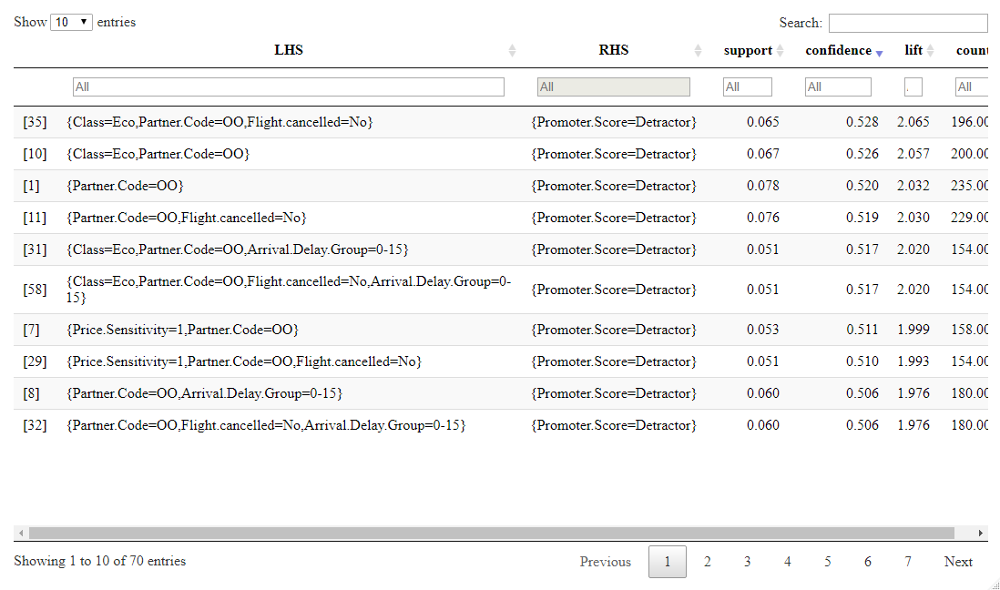 Show 10 entries Search:
LHS RHS support confidence lift coun
All All All All . All
[35] {Class=Eco,Partner.Code=OO,Flight.cancelled=No} {Promoter.Score=Detractor} 0.065 0.528 2.065 196.00
[10] {Class=Eco,Partner.Code=OO} {Promoter.Score=Detractor} 0.067 0.526 2.057 200.00
[1] {Partner.Code=OO} {Promoter.Score=Detractor} 0.078 0.520 2.032 235.00
[11] {Partner.Code=OO,Flight.cancelled=No} {Promoter.Score=Detractor} 0.076 0.519 2.030 229.00
[31] {Class=Eco,Partner.Code=OO,Arrival.Delay.Group=0-15} {Promoter.Score=Detractor} 0.051 0.517 2.020 154.00
[58] {Class=Eco,Partner.Code=OO,Flight.cancelled=No,Arrival.Delay.Group=0-
15} {Promoter.Score=Detractor} 0.051 0.517 2.020 154.00
[7] {Price.Sensitivity=1,Partner.Code=OO} {Promoter.Score=Detractor} 0.053 0.511 1.999 158.00
[29] {Price.Sensitivity=1,Partner.Code=OO,Flight.cancelled=No} {Promoter.Score=Detractor} 0.051 0.510 1.993 154.00
[8] {Partner.Code=OO,Arrival.Delay.Group=0-15} {Promoter.Score=Detractor} 0.060 0.506 1.976 180.00
[32] {Partner.Code=OO,Flight.cancelled=No,Arrival.Delay.Group=0-15} {Promoter.Score=Detractor} 0.060 0.506 1.976 180.00
Showing 1 to 10 of 70 entries Previous 1 2 3 4 5 6 7 Next